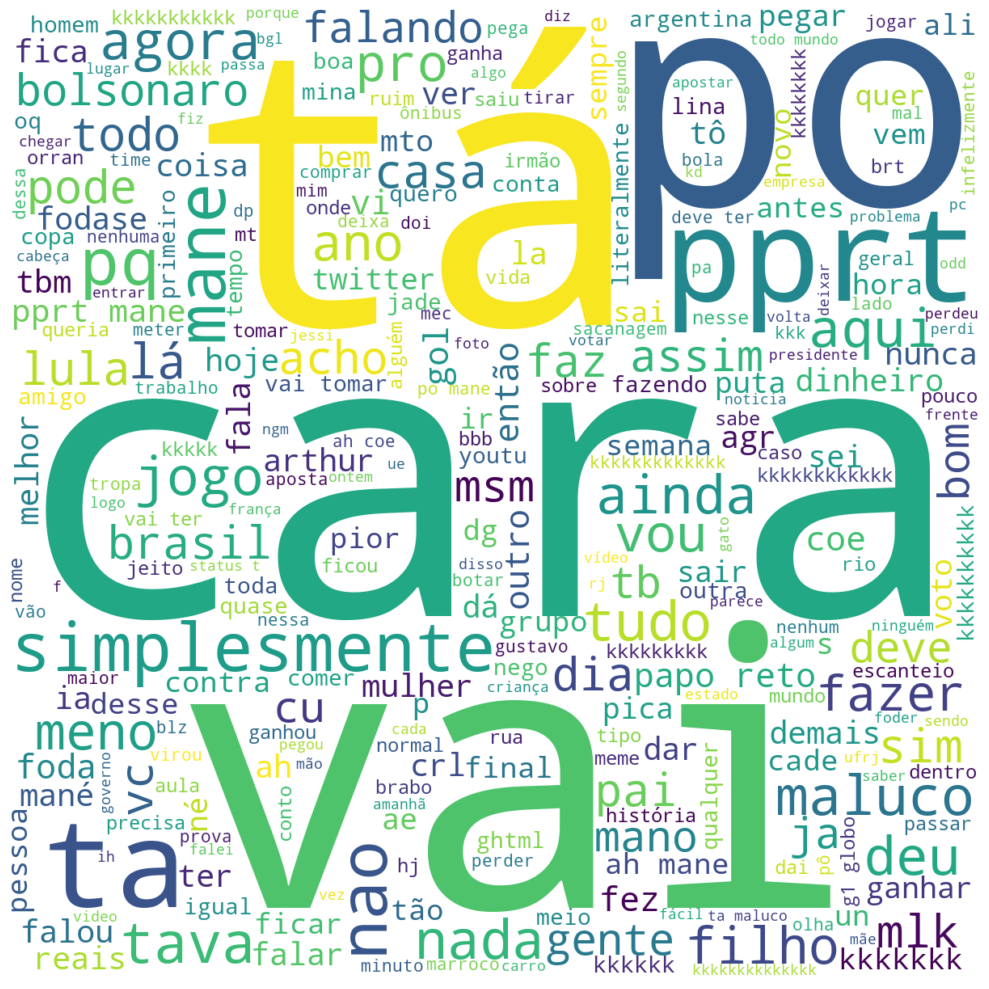 homem kkkkkkkkkkk porque diz argentina pegar jogar ali
fica agora bgl falando pega ganha sempre segundo todo mundo
lugar passa kkkk boa pro algo apostar kkkkkkkk
bolsonaro fiz mina ruim ver saiu tirar lina quer mal
oq todo ônibus mto tô novo vem infelizmente
chegar orran time coisa bem casa irmão bola brt
dessa pode comprar quero conta kd empresa pc
fodase mim vi onde doi deve ter antes problema
copa nenhuma primeiro dp deixa ano la literalmente pa geral odd
cabeça pq mane tempo twitter vida hora lado
tbm mt entrar jade sai nesse deixar
pprt mane mec sacanagem aqui volta perdeu
queria meter tomar jessi foto votar kkk perdi
tá po pprt
lula lá hoje acho alguém gol faz assim presidente nunca
amigo trabalho vai tomar po mane então sobre fazendo puta dinheiro pouco
fala ir notícia sabe frente
melhor ngm ah coe bbb semana agr caso bom
kkkkk arthur ue youtu kkkkkkkkkkkkk sei
jogo aposta ontem msm kkkkkkkkkkkk
tropa logo vai ter frança ainda
brasil pior dg outro vou gato coe
status t vídeo
nome jeito ficou disso tb sair rio
toda botar rj outra voto kkkkkkkkkk
f vão quase nessa dá parece
cara
simplesmente grupo tudo nenhum ninguém
gustavo algum s deve
maior contra comer nego kkkkkkkkk dia papo reto escanteio
ia desse mulher criança estado mundo fazer
meno blz cu p pica demais foder sendo
ganhou cada tipo
foda virou pegou normal rua dar cade sim ufrj
governo vc ah mão crl final meme pai saber dentro
mané aula brabo qualquer maluco
pessoa precisa né conto amanhã ae história mano ja passar
prova ghtml pô
ta ih falei ter nao hj perder ah mane dai deu
vez tão fez g1 globo ganhar
vai
falou igual ficar meio fácil ta maluco olha un
video tava nada gente filho mlk
reais falar minuto marroco carro kkkkkk kkkkkkkkkkkkkk mãe kkkkkkk